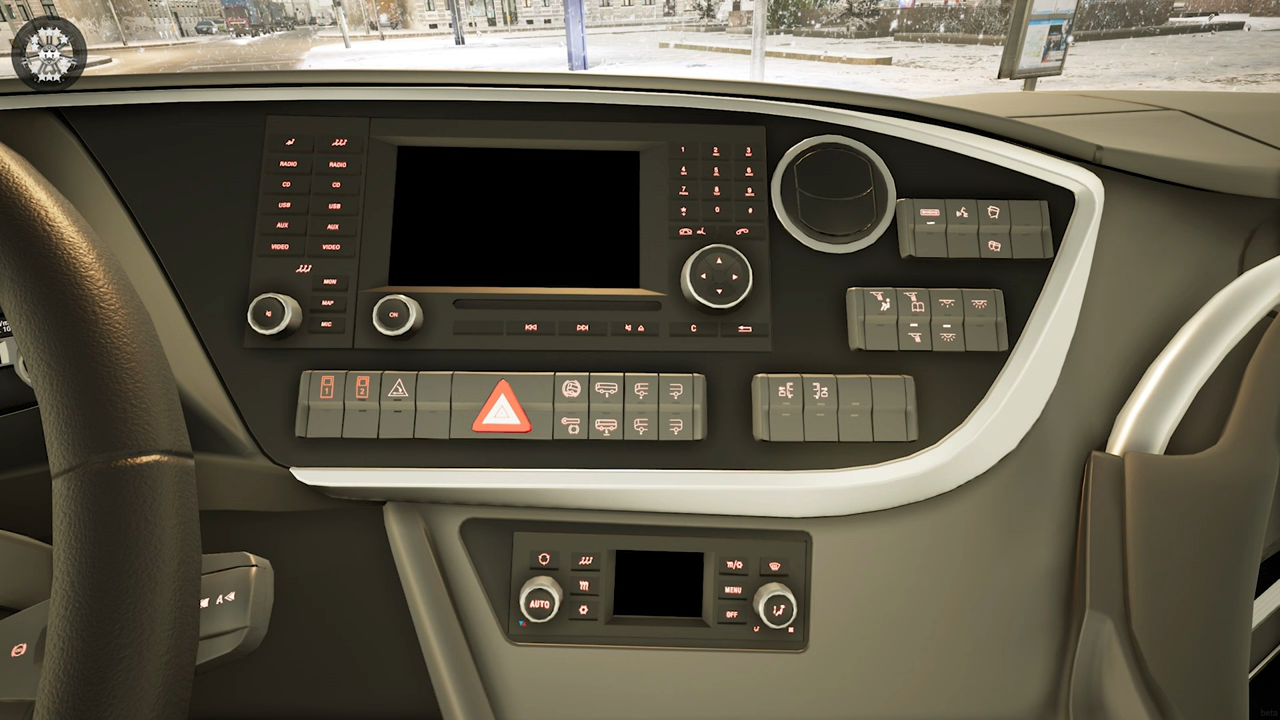 RADIO RADIO
CD CD
USB USB
AUX AUX
VIDEO VIDEO
MON
MAP
MIC
ON
1 2 3
4 5 6
7 8 9
* 0 #
C
1 2
A
AUTO
MENU
OFF